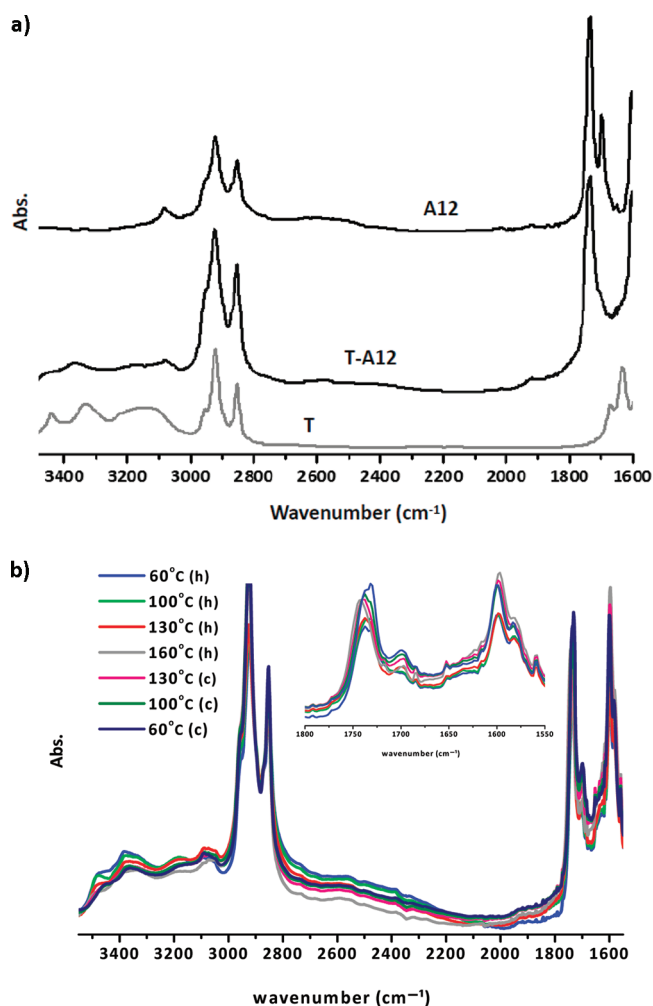 a)
Abs.
A12
T-A12
T
3400 3200 3000 2800 2600 2400 2200 2000 1800 1600
Wavenumber (cm⁻¹)
b)
60°C (h)
100°C (h)
130°C (h)
160°C (h)
130°C (c)
100°C (c)
60°C (c)
1800 1750 1700 1650 1600 1550
wavenumber (cm⁻¹)
Abs.
3400 3200 3000 2800 2600 2400 2200 2000 1800 1600
wavenumber (cm⁻¹)